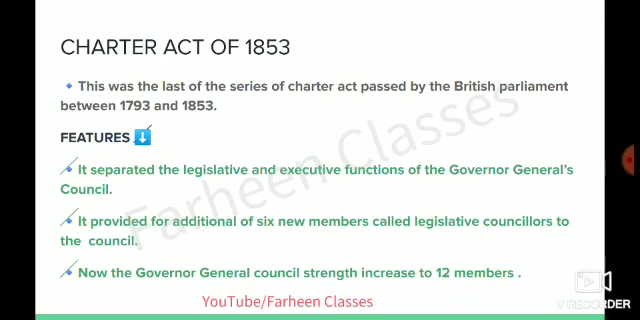 CHARTER ACT OF 1853
This was the last of the series of charter act passed by the British parliament
between 1793 and 1853.
FEATURES
It separated the legislative and executive functions of the Governor General's
Council.
It provided for additional of six new members called legislative councillors to
the council.
Now the Governor General council strength increase to 12 members .
YouTube/Farheen Classes
Farheen Classes
V RECORDER